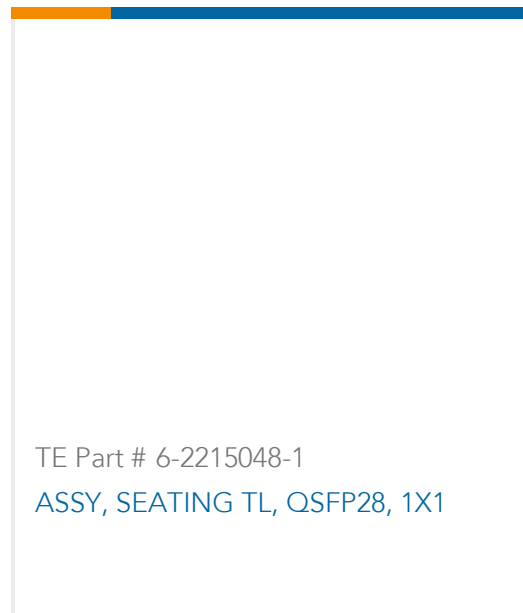 TE Part # 6-2215048-1
ASSY, SEATING TL, QSFP28, 1X1